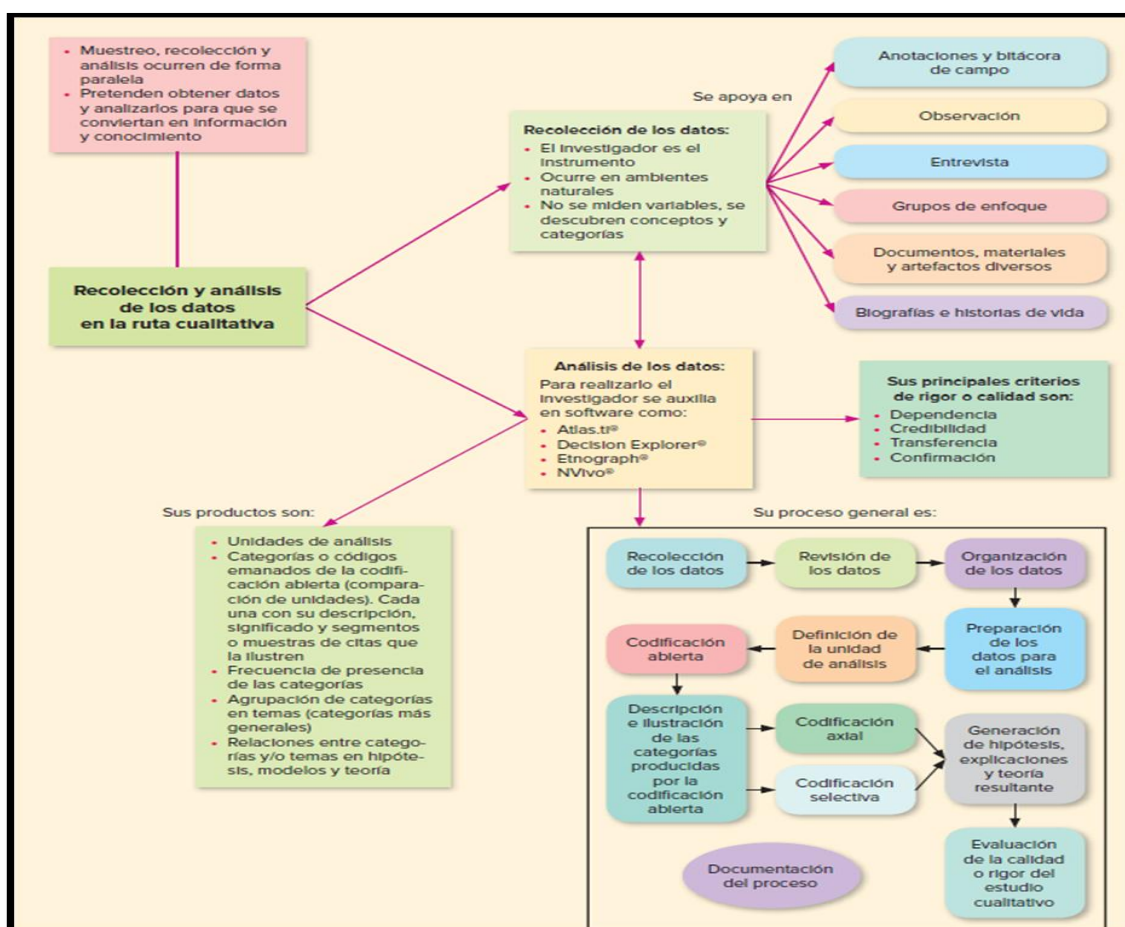 • Muestreo, recolección y
análisis ocurren de forma
paralela
• Pretenden obtener datos
y analizarlos para que se
conviertan en información
y conocimiento
Recolección y análisis
de los datos
en la ruta cualitativa
Recolección de los datos:
• El investigador es el
instrumento
• Ocurre en ambientes
naturales
• No se miden variables, se
descubren conceptos y
categorías
Se apoya en
Anotaciones y bitácora
de campo
Observación
Entrevista
Grupos de enfoque
Documentos, materiales
y artefactos diversos
Biografías e historias de vida
Análisis de los datos:
Para realizarlo el
investigador se auxilia
en software como:
• Atlas.ti®
• Decision Explorer®
• Etnograph®
• NVivo®
Sus principales criterios
de rigor o calidad son:
• Dependencia
• Credibilidad
• Transferencia
• Confirmación
Sus productos son:
• Unidades de análisis
• Categorías o códigos
emanados de la codifi-
cación abierta (compara-
ción de unidades). Cada
una con su descripción,
significado y segmentos
o muestras de citas que
la ilustren
• Frecuencia de presencia
de las categorías
• Agrupación de categorías
en temas (categorías más
generales)
• Relaciones entre catego-
rías y/o temas en hipóte-
sis, modelos y teoría
Su proceso general es:
Recolección
de los datos
Revisión de
los datos
Organización
de los datos
Preparación
de los
datos para
el análisis
Definición de
la unidad
de análisis
Codificación
abierta
Descripción
e ilustración
de las
categorías
producidas
por la
codificación
abierta
Codificación
axial
Codificación
selectiva
Generación
de hipótesis,
explicaciones
y teoría
resultante
Evaluación
de la calidad
o rigor del
estudio
cualitativo
Documentación
del proceso